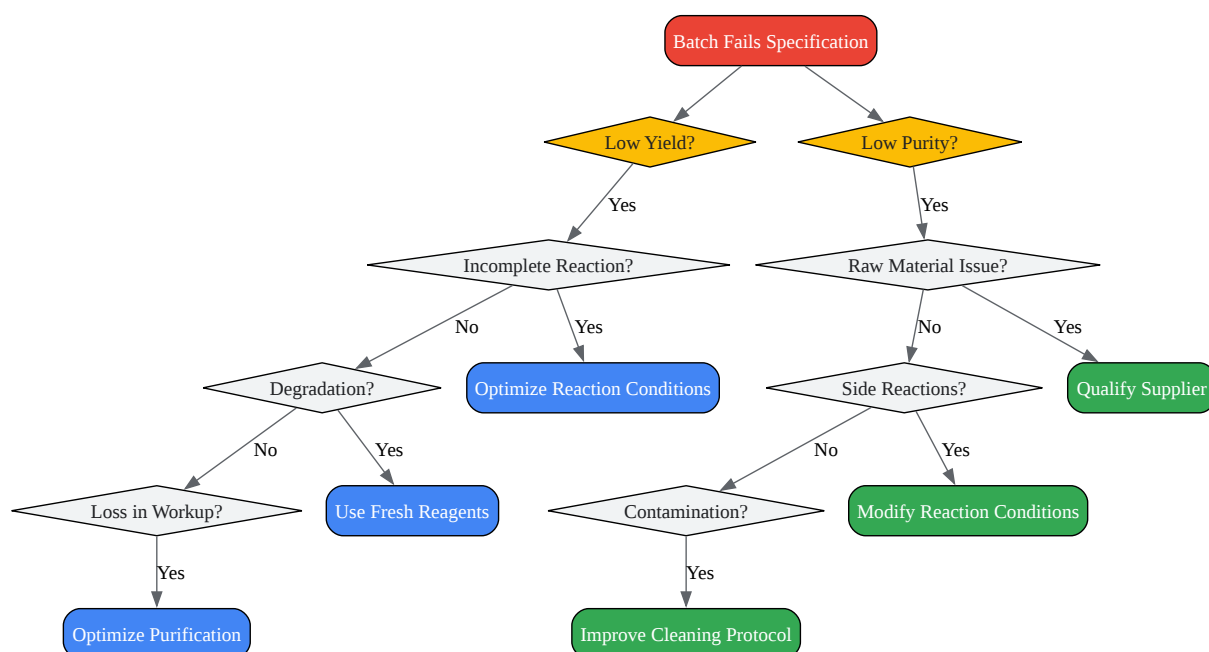 Batch Fails Specification
Low Yield?
Low Purity?
Yes
Yes
Incomplete Reaction?
Raw Material Issue?
No
Yes
No
Yes
Degradation?
Optimize Reaction Conditions
Side Reactions?
Qualify Supplier
No
Yes
No
Yes
Loss in Workup?
Use Fresh Reagents
Contamination?
Modify Reaction Conditions
Yes
Yes
Optimize Purification
Improve Cleaning Protocol